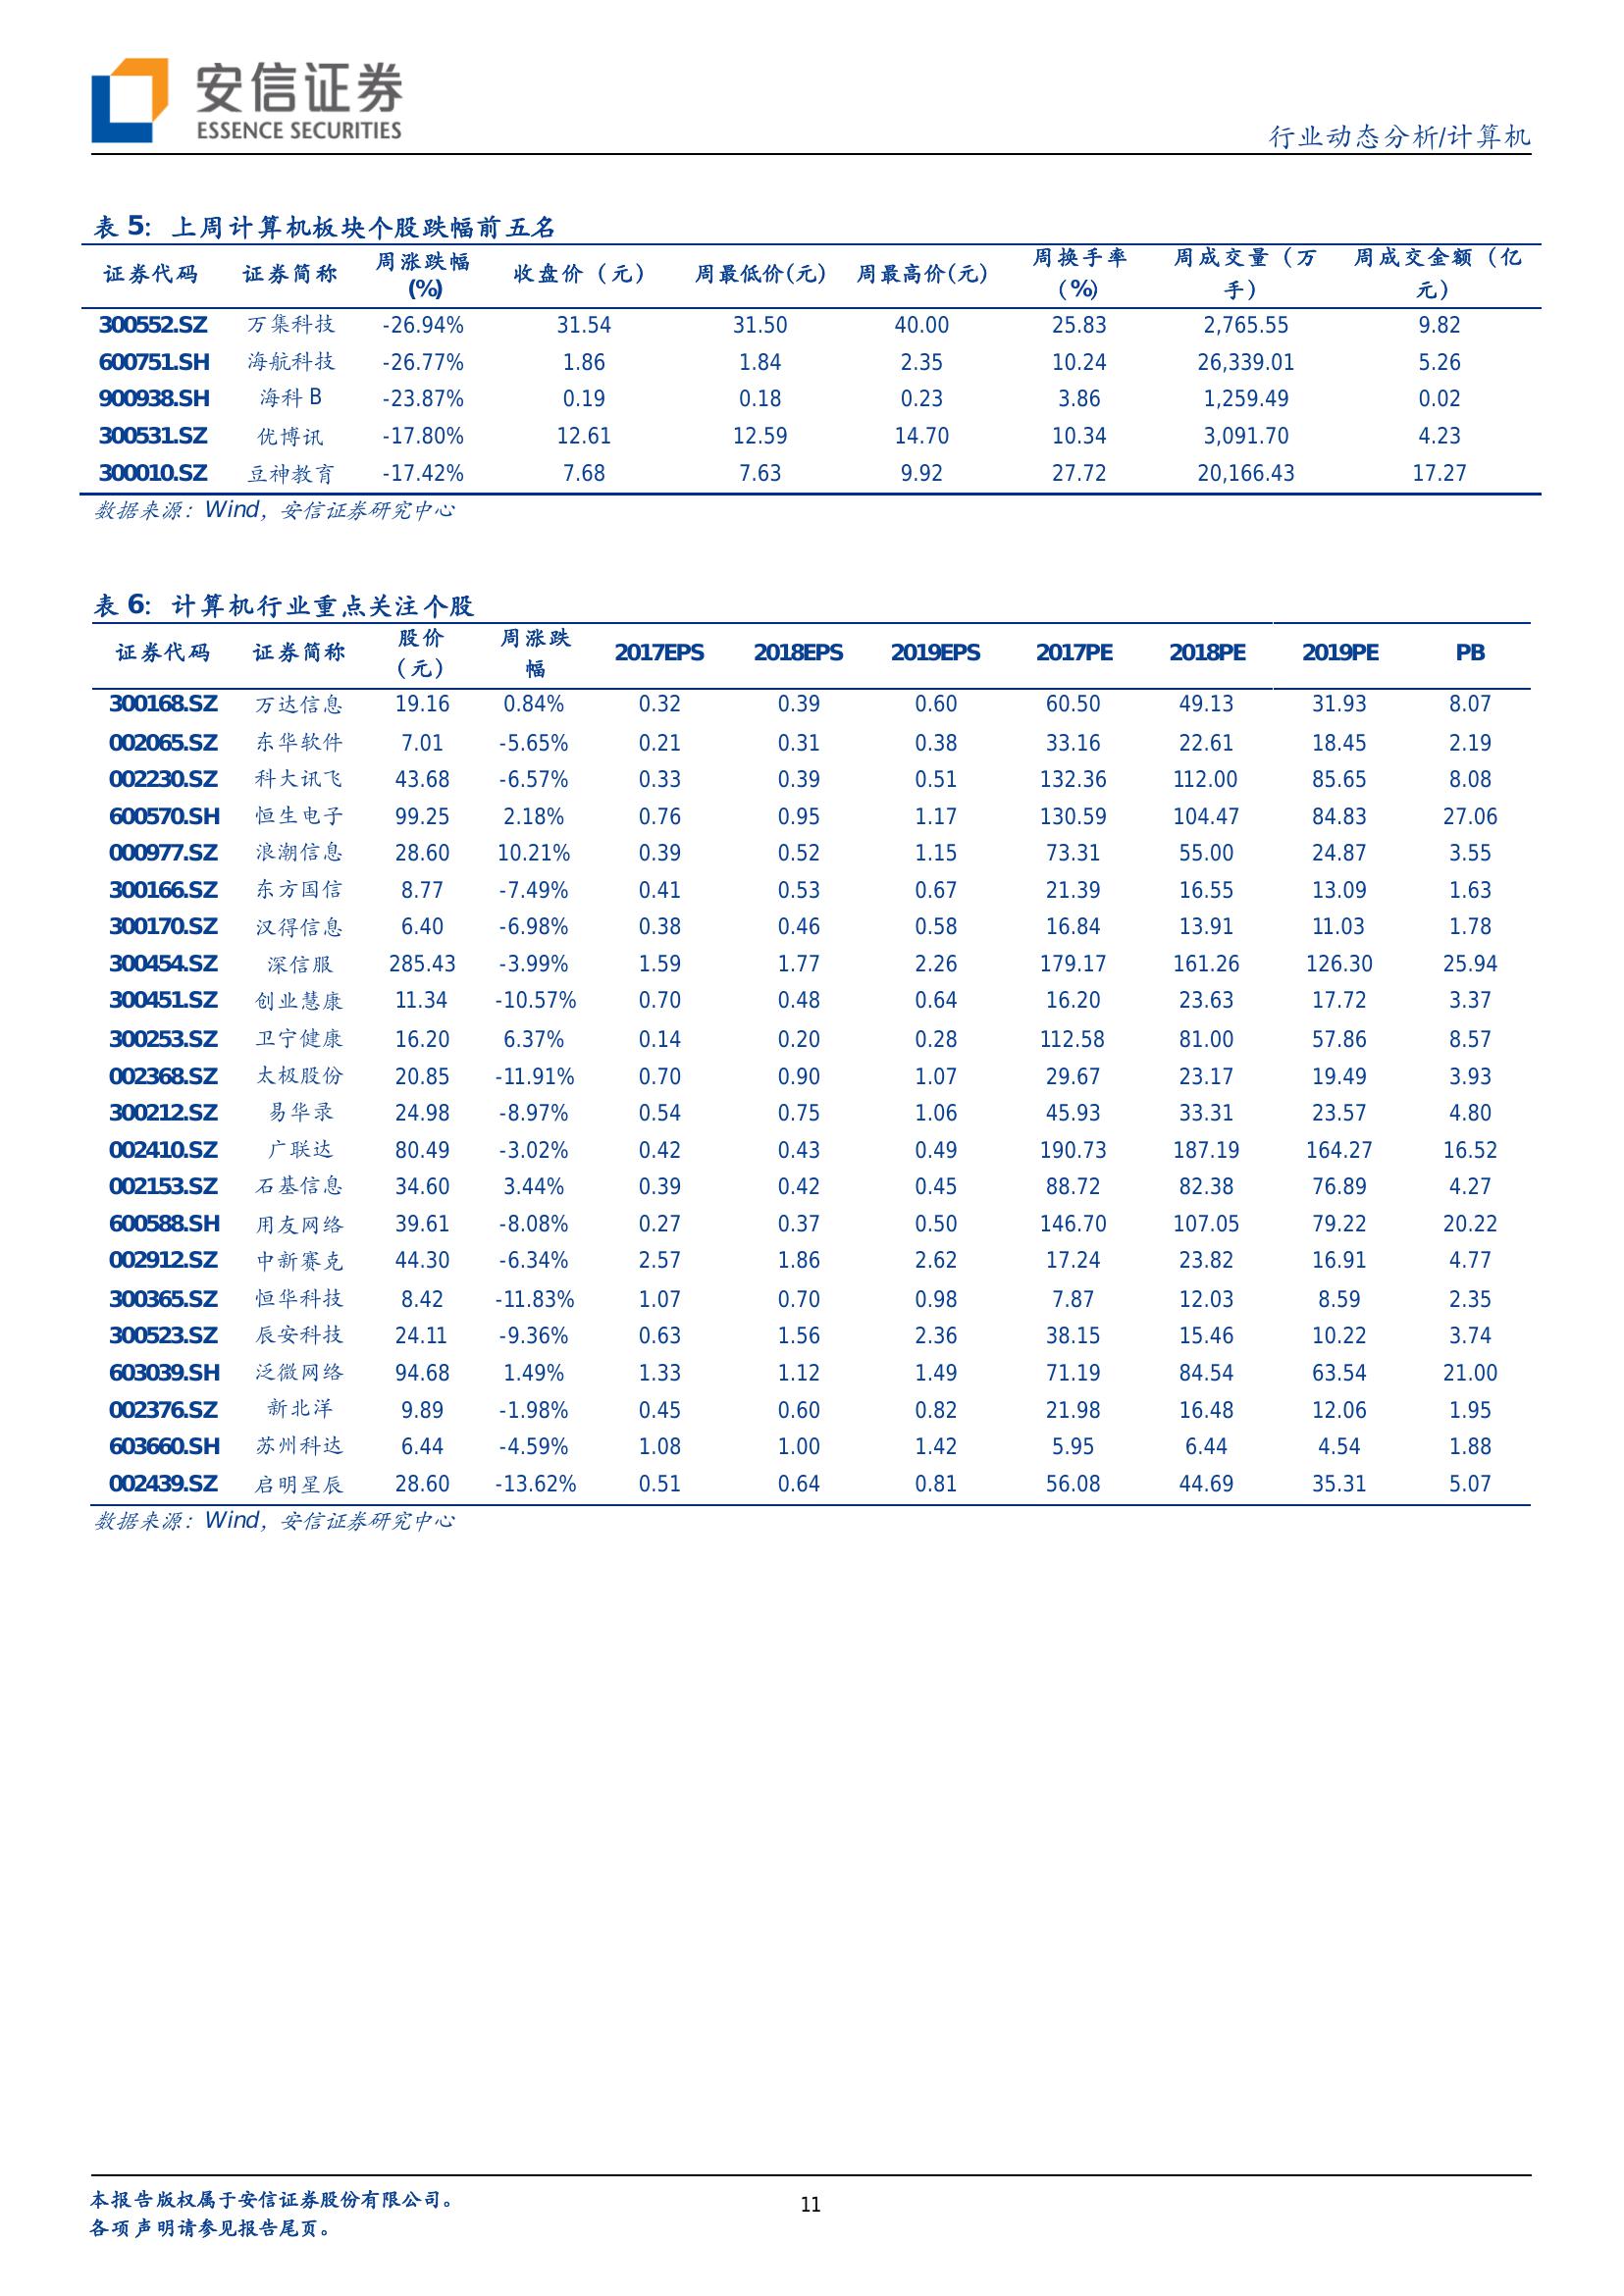 安信证券
ESSENCE SECURITIES
行业动态分析/计算机
表 5：上周计算机板块个股跌幅前五名
证券代码 证券简称 周涨跌幅(%) 收盘价（元） 周最低价(元) 周最高价(元) 周换手率（%） 周成交量（万手） 周成交金额（亿元）
300552.SZ 万集科技 -26.94% 31.54 31.50 40.00 25.83 2,765.55 9.82
600751.SH 海航科技 -26.77% 1.86 1.84 2.35 10.24 26,339.01 5.26
900938.SH 海科 B -23.87% 0.19 0.18 0.23 3.86 1,259.49 0.02
300531.SZ 优博讯 -17.80% 12.61 12.59 14.70 10.34 3,091.70 4.23
300010.SZ 豆神教育 -17.42% 7.68 7.63 9.92 27.72 20,166.43 17.27
数据来源：Wind，安信证券研究中心
表 6：计算机行业重点关注个股
证券代码 证券简称 股价（元） 周涨跌幅 2017EPS 2018EPS 2019EPS 2017PE 2018PE 2019PE PB
300168.SZ 万达信息 19.16 0.84% 0.32 0.39 0.60 60.50 49.13 31.93 8.07
002065.SZ 东华软件 7.01 -5.65% 0.21 0.31 0.38 33.16 22.61 18.45 2.19
002230.SZ 科大讯飞 43.68 -6.57% 0.33 0.39 0.51 132.36 112.00 85.65 8.08
600570.SH 恒生电子 99.25 2.18% 0.76 0.95 1.17 130.59 104.47 84.83 27.06
000977.SZ 浪潮信息 28.60 10.21% 0.39 0.52 1.15 73.31 55.00 24.87 3.55
300166.SZ 东方国信 8.77 -7.49% 0.41 0.53 0.67 21.39 16.55 13.09 1.63
300170.SZ 汉得信息 6.40 -6.98% 0.38 0.46 0.58 16.84 13.91 11.03 1.78
300454.SZ 深信服 285.43 -3.99% 1.59 1.77 2.26 179.17 161.26 126.30 25.94
300451.SZ 创业慧康 11.34 -10.57% 0.70 0.48 0.64 16.20 23.63 17.72 3.37
300253.SZ 卫宁健康 16.20 6.37% 0.14 0.20 0.28 112.58 81.00 57.86 8.57
002368.SZ 太极股份 20.85 -11.91% 0.70 0.90 1.07 29.67 23.17 19.49 3.93
300212.SZ 易华录 24.98 -8.97% 0.54 0.75 1.06 45.93 33.31 23.57 4.80
002410.SZ 广联达 80.49 -3.02% 0.42 0.43 0.49 190.73 187.19 164.27 16.52
002153.SZ 石基信息 34.60 3.44% 0.39 0.42 0.45 88.72 82.38 76.89 4.27
600588.SH 用友网络 39.61 -8.08% 0.27 0.37 0.50 146.70 107.05 79.22 20.22
002912.SZ 中新赛克 44.30 -6.34% 2.57 1.86 2.62 17.24 23.82 16.91 4.77
300365.SZ 恒华科技 8.42 -11.83% 1.07 0.70 0.98 7.87 12.03 8.59 2.35
300523.SZ 辰安科技 24.11 -9.36% 0.63 1.56 2.36 38.15 15.46 10.22 3.74
603039.SH 泛微网络 94.68 1.49% 1.33 1.12 1.49 71.19 84.54 63.54 21.00
002376.SZ 新北洋 9.89 -1.98% 0.45 0.60 0.82 21.98 16.48 12.06 1.95
603660.SH 苏州科达 6.44 -4.59% 1.08 1.00 1.42 5.95 6.44 4.54 1.88
002439.SZ 启明星辰 28.60 -13.62% 0.51 0.64 0.81 56.08 44.69 35.31 5.07
数据来源：Wind，安信证券研究中心
本报告版权属于安信证券股份有限公司。
各项声明请参见报告尾页。
11